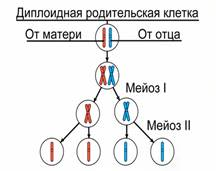 Диплоидная родительская клетка
От матери От отца
Мейоз I
Мейоз II